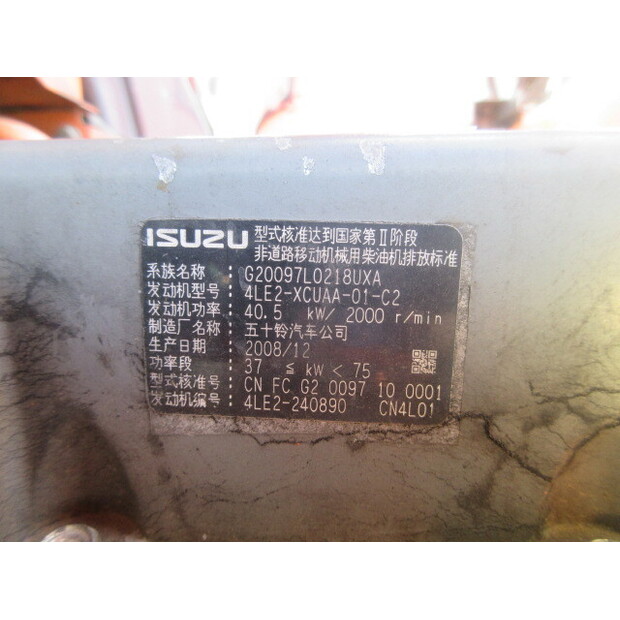 ISUZU 型式核准达到国家第Ⅱ阶段
非道路移动机械用柴油机排放标准
系族名称： G20097L0218UXA
发动机型号： 4LE2-XCUAA-01-C2
发动机功率： 40.5 kW/ 2000 r/min
制造厂名称： 五十铃汽车公司
生产日期： 2008/12
功率段： 37 ≤ kW < 75
型式核准号： CN FC G2 0097 10 0001
发动机编号： 4LE2-240890 CN4L01